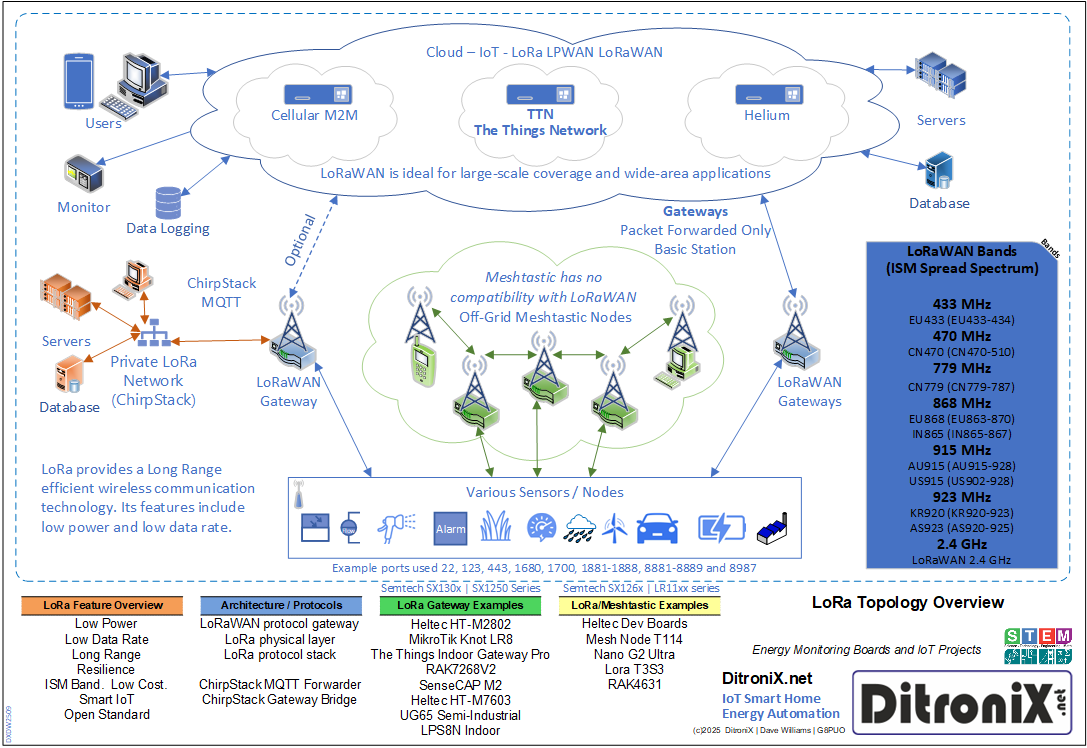 Cloud – IoT - LoRa LPWAN LoRaWAN
Cellular M2M
TTN
The Things Network
Helium
LoRaWAN is ideal for large-scale coverage and wide-area applications
Users
Monitor
Data Logging
Servers
Database
Optional
Gateways
Packet Forwarded Only
Basic Station
ChirpStack
MQTT
Servers
Database
Private LoRa
Network
(ChirpStack)
LoRaWAN
Gateway
Meshtastic has no
compatibility with LoRaWAN
Off-Grid Meshtastic Nodes
LoRaWAN
Gateways
Bands
LoRaWAN Bands
(ISM Spread Spectrum)
433 MHz
EU433 (EU433-434)
470 MHz
CN470 (CN470-510)
779 MHz
CN779 (CN779-787)
868 MHz
EU868 (EU863-870)
IN865 (IN865-867)
915 MHz
AU915 (AU915-928)
US915 (US902-928)
923 MHz
KR920 (KR920-923)
AS923 (AS920-925)
2.4 GHz
LoRaWAN 2.4 GHz
LoRa provides a Long Range
efficient wireless communication
technology. Its features include
low power and low data rate.
Various Sensors / Nodes
Alarm
Example ports used 22, 123, 443, 1680, 1700, 1881-1888, 8881-8889 and 8987
Semtech SX130x | SX1250 Series
Semtech SX126x | LR11xx series
LoRa Feature Overview
Low Power
Low Data Rate
Long Range
Resilience
ISM Band. Low Cost.
Smart IoT
Open Standard
Architecture / Protocols
LoRaWAN protocol gateway
LoRa physical layer
LoRa protocol stack
ChirpStack MQTT Forwarder
ChirpStack Gateway Bridge
LoRa Gateway Examples
Heltec HT-M2802
MikroTik Knot LR8
The Things Indoor Gateway Pro
RAK7268V2
SenseCAP M2
Heltec HT-M7603
UG65 Semi-Industrial
LPS8N Indoor
LoRa/Meshtastic Examples
Heltec Dev Boards
Mesh Node T114
Nano G2 Ultra
Lora T3S3
RAK4631
LoRa Topology Overview
Energy Monitoring Boards and IoT Projects
STEM
DitroniX.net
IoT Smart Home
Energy Automation
(c)2025 DitroniX | Dave Williams | G8PUO
DitroniX.net
DXDW2509